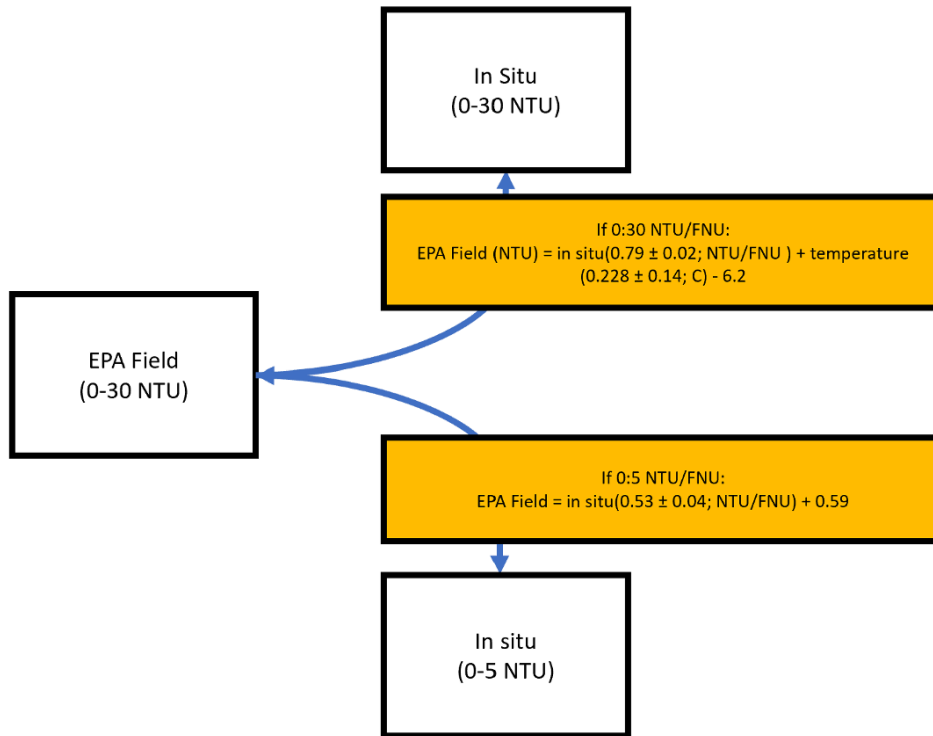 In Situ
(0-30 NTU)
If 0:30 NTU/FNU:
EPA Field (NTU) = in situ(0.79 ± 0.02; NTU/FNU ) + temperature
(0.228 ± 0.14; C) - 6.2
EPA Field
(0-30 NTU)
If 0:5 NTU/FNU:
EPA Field = in situ(0.53 ± 0.04; NTU/FNU) + 0.59
In situ
(0-5 NTU)